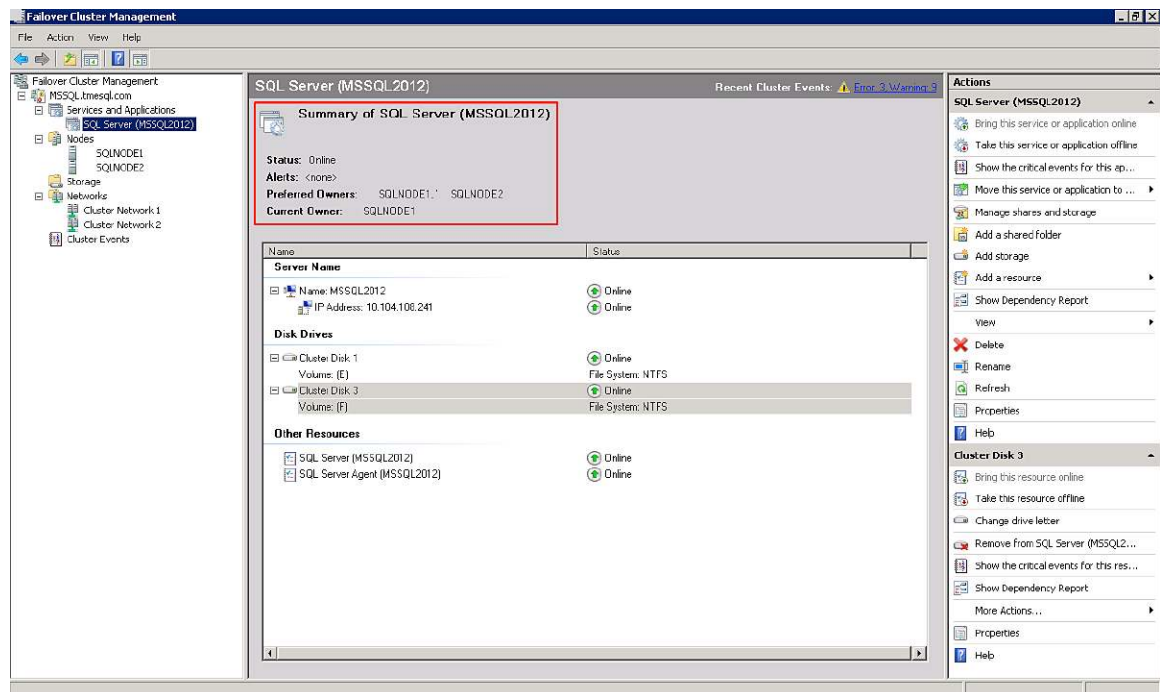 Failover Cluster Management
File Action View Help
Failover Cluster Management
MSSQL.tmesql.com
Services and Applications
SQL Server (MSSQL2012)
Nodes
SQLNODE1
SQLNODE2
Storage
Networks
Cluster Network 1
Cluster Network 2
Cluster Events
SQL Server (MSSQL2012)
Recent Cluster Events: Error: 3, Warning: 9
Summary of SQL Server (MSSQL2012)
Status: Online
Alerts: <none>
Preferred Owners: SQLNODE1, SQLNODE2
Current Owner: SQLNODE1
Name Status
Server Name
Name: MSSQL2012 Online
IP Address: 10.104.108.241 Online
Disk Drives
Cluster Disk 1 Online
Volume: (E) File System: NTFS
Cluster Disk 3 Online
Volume: (F) File System: NTFS
Other Resources
SQL Server (MSSQL2012) Online
SQL Server Agent (MSSQL2012) Online
Actions
SQL Server (MSSQL2012)
Bring this service or application online
Take this service or application offline
Show the critical events for this ap...
Move this service or application to ...
Manage shares and storage
Add a shared folder
Add storage
Add a resource
Show Dependency Report
View
Delete
Rename
Refresh
Properties
Help
Cluster Disk 3
Bring this resource online
Take this resource offline
Change drive letter
Remove from SQL Server (MSSQL2...
Show the critical events for this res...
Show Dependency Report
More Actions...
Properties
Help